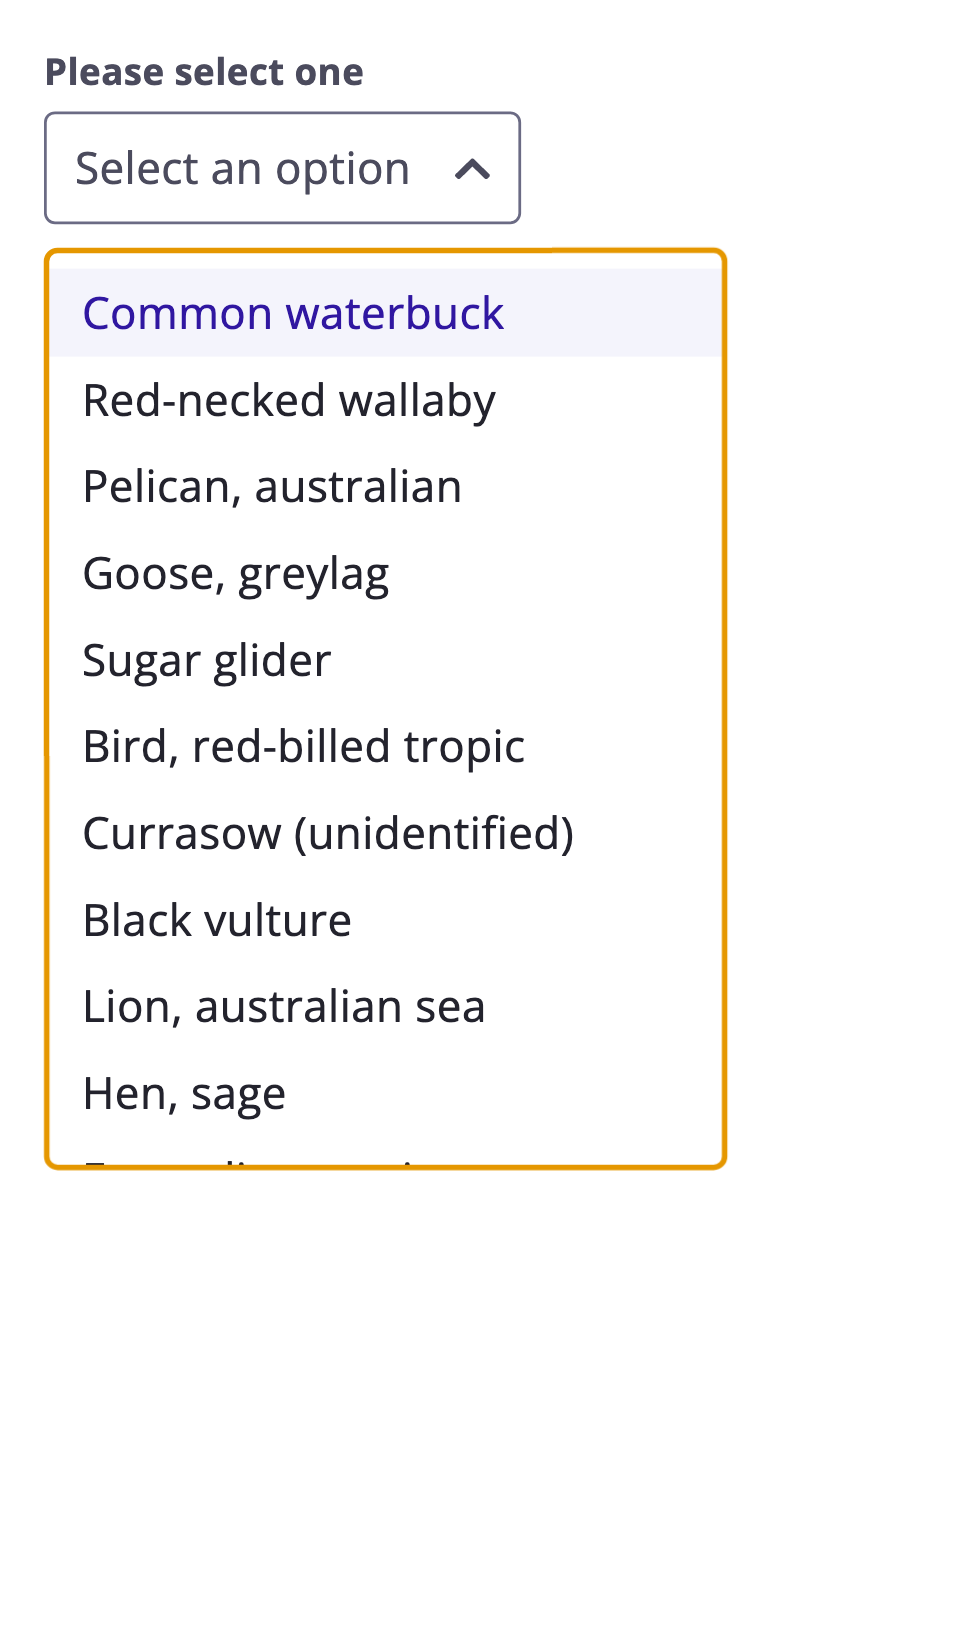 Please select one
Select an option
Common waterbuck
Red-necked wallaby
Pelican, australian
Goose, greylag
Sugar glider
Bird, red-billed tropic
Currasow (unidentified)
Black vulture
Lion, australian sea
Hen, sage